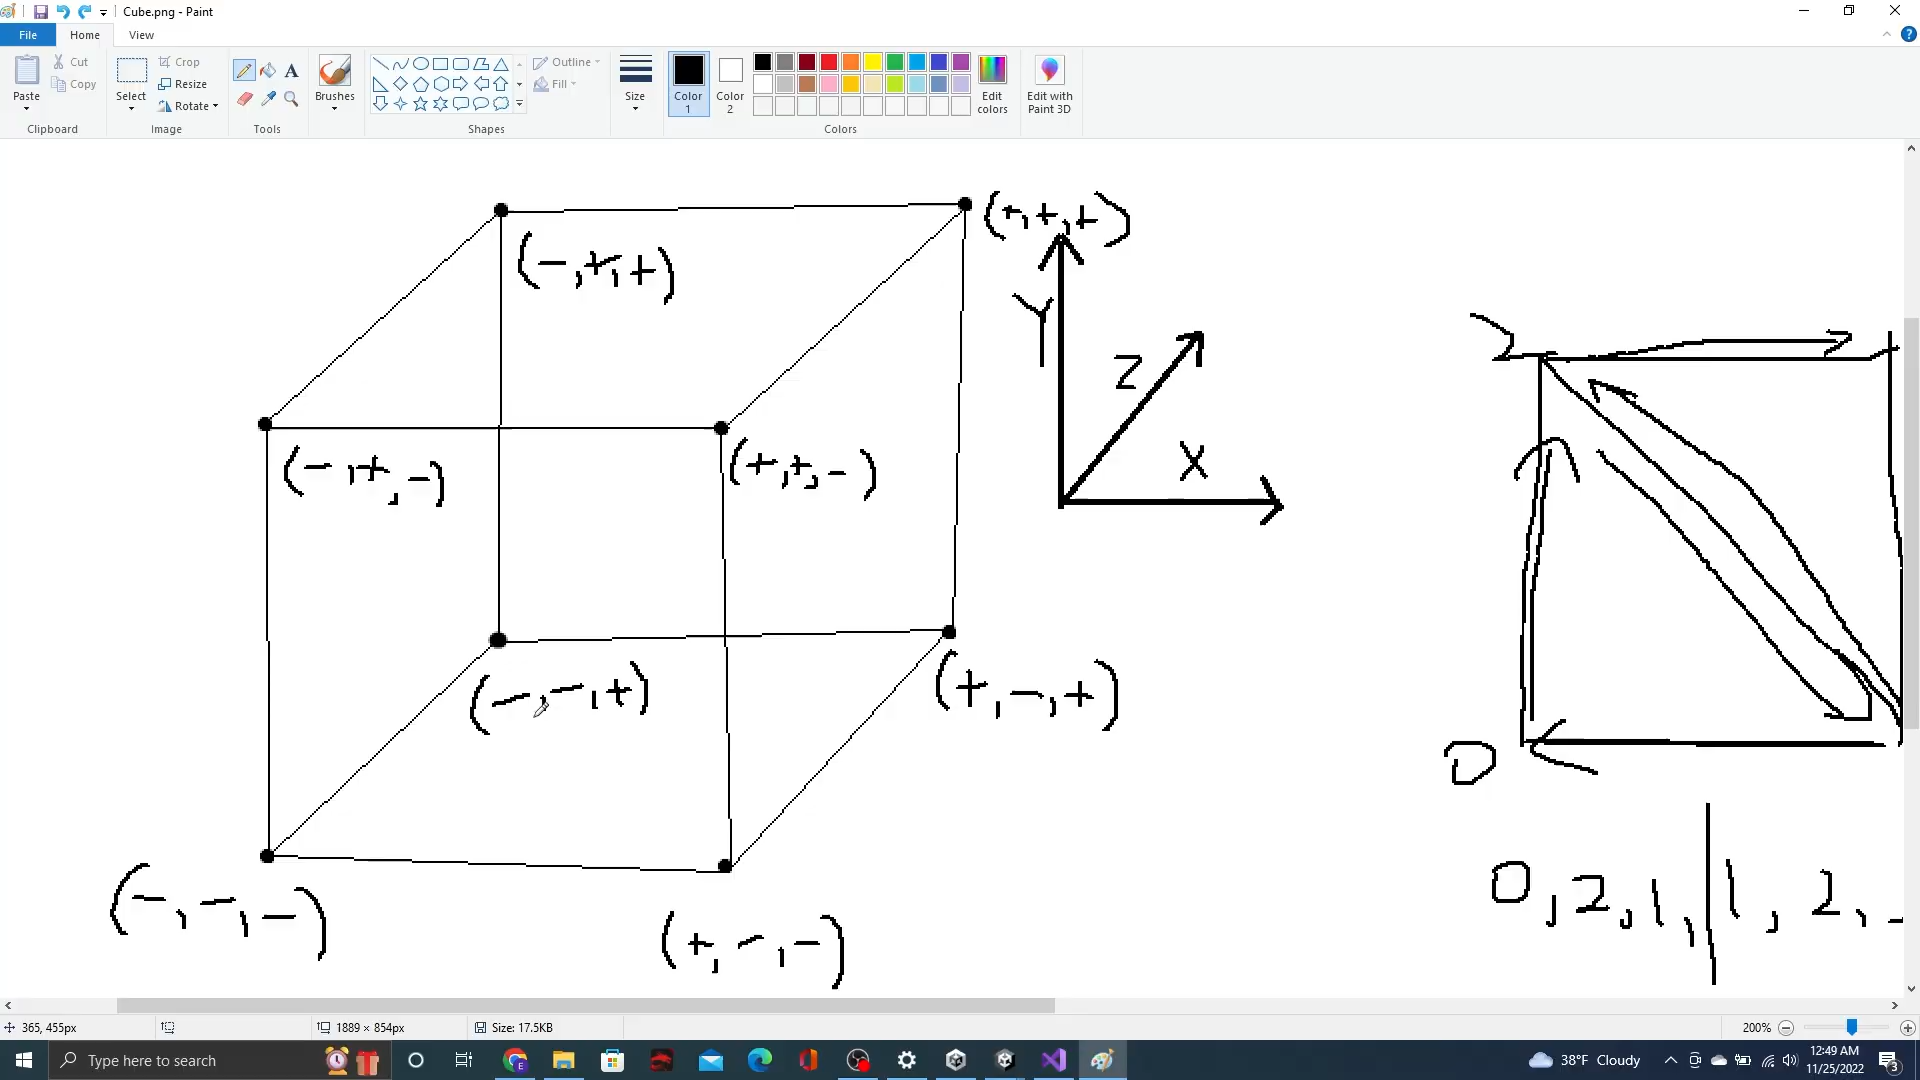 Cube.png - Paint
File Home View
Paste
Cut
Copy
Clipboard
Select
Crop
Resize
Rotate
Image
Tools
Brushes
Shapes
Outline
Fill
Size
Color 1
Color 2
Colors
Edit colors
Edit with Paint 3D
(+,+,+)
(-,+,+)
Y
Z
X
(-,+,-)
(+,+,-)
2
(-,-,+)
(+,-,+)
0
(-,-,-)
(+,-,-)
0,2,1,|1,2,
365, 455px
1889 × 854px
Size: 17.5KB
200%
Type here to search
38°F Cloudy
12:49 AM
11/25/2022
3